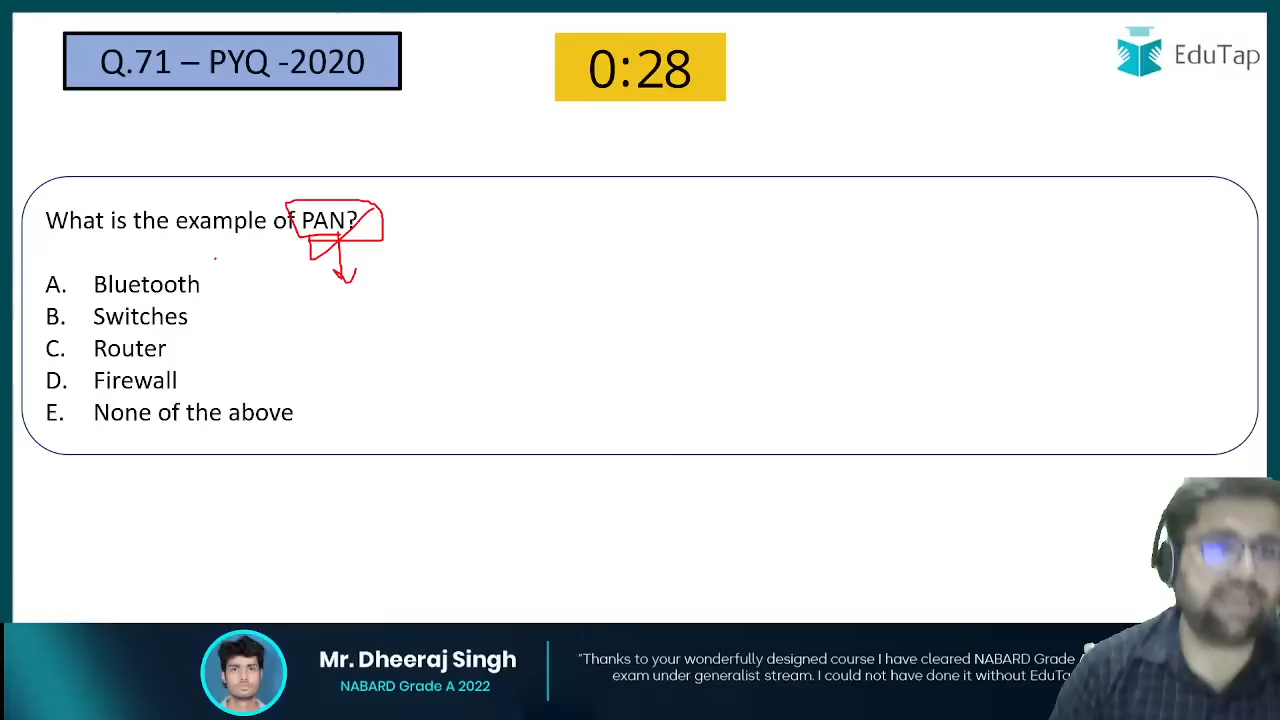 Q.71 – PYQ -2020
0:28
EduTap
What is the example of PAN?
A. Bluetooth
B. Switches
C. Router
D. Firewall
E. None of the above
Mr. Dheeraj Singh
NABARD Grade A 2022
“Thanks to your wonderfully designed course I have cleared NABARD Grade
exam under generalist stream. I could not have done it without